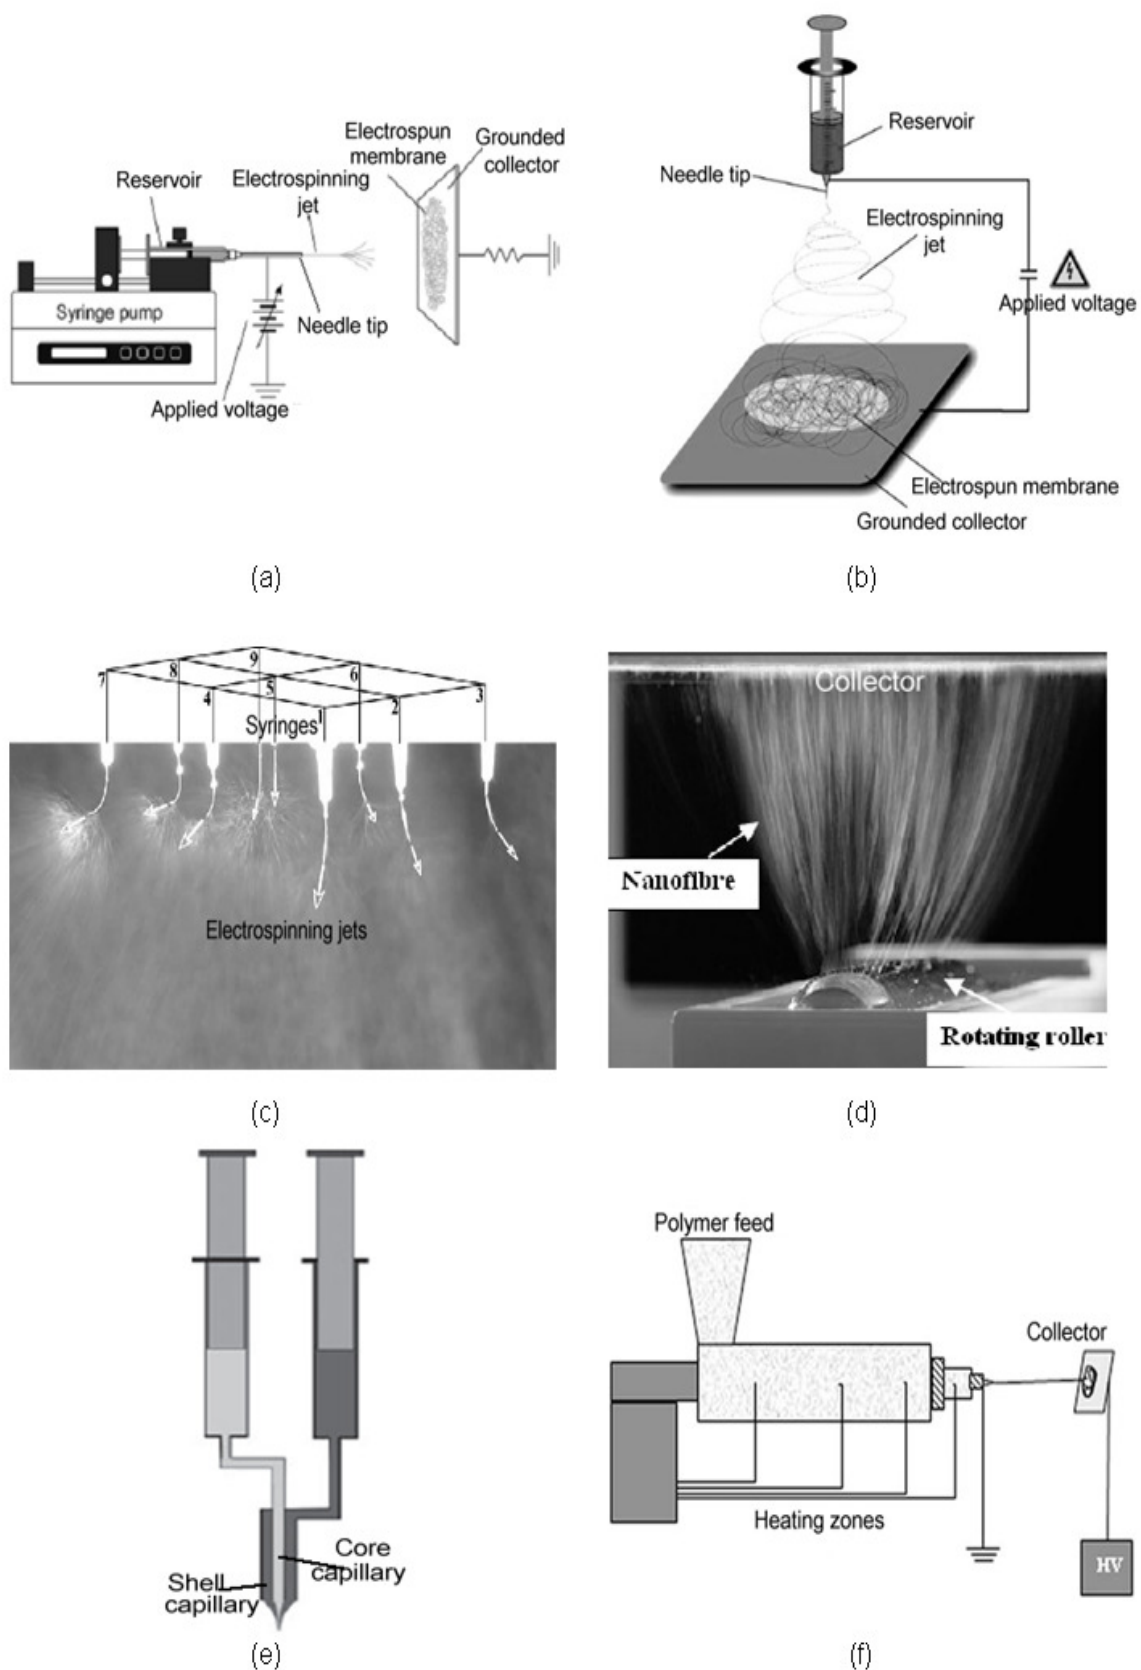 Electrospun
membrane
Grounded
collector
Reservoir
Electrospinning
jet
Syringe pump
Needle tip
Applied voltage
(a)
Reservoir
Needle tip
Electrospinning
jet
Applied voltage
Electrospun membrane
Grounded collector
(b)
9
8
7
6
5
4
3
2
1
Syringes
Electrospinning jets
(c)
Collector
Nanofibre
Rotating roller
(d)
Core
capillary
Shell
capillary
(e)
Polymer feed
Collector
Heating zones
HV
(f)